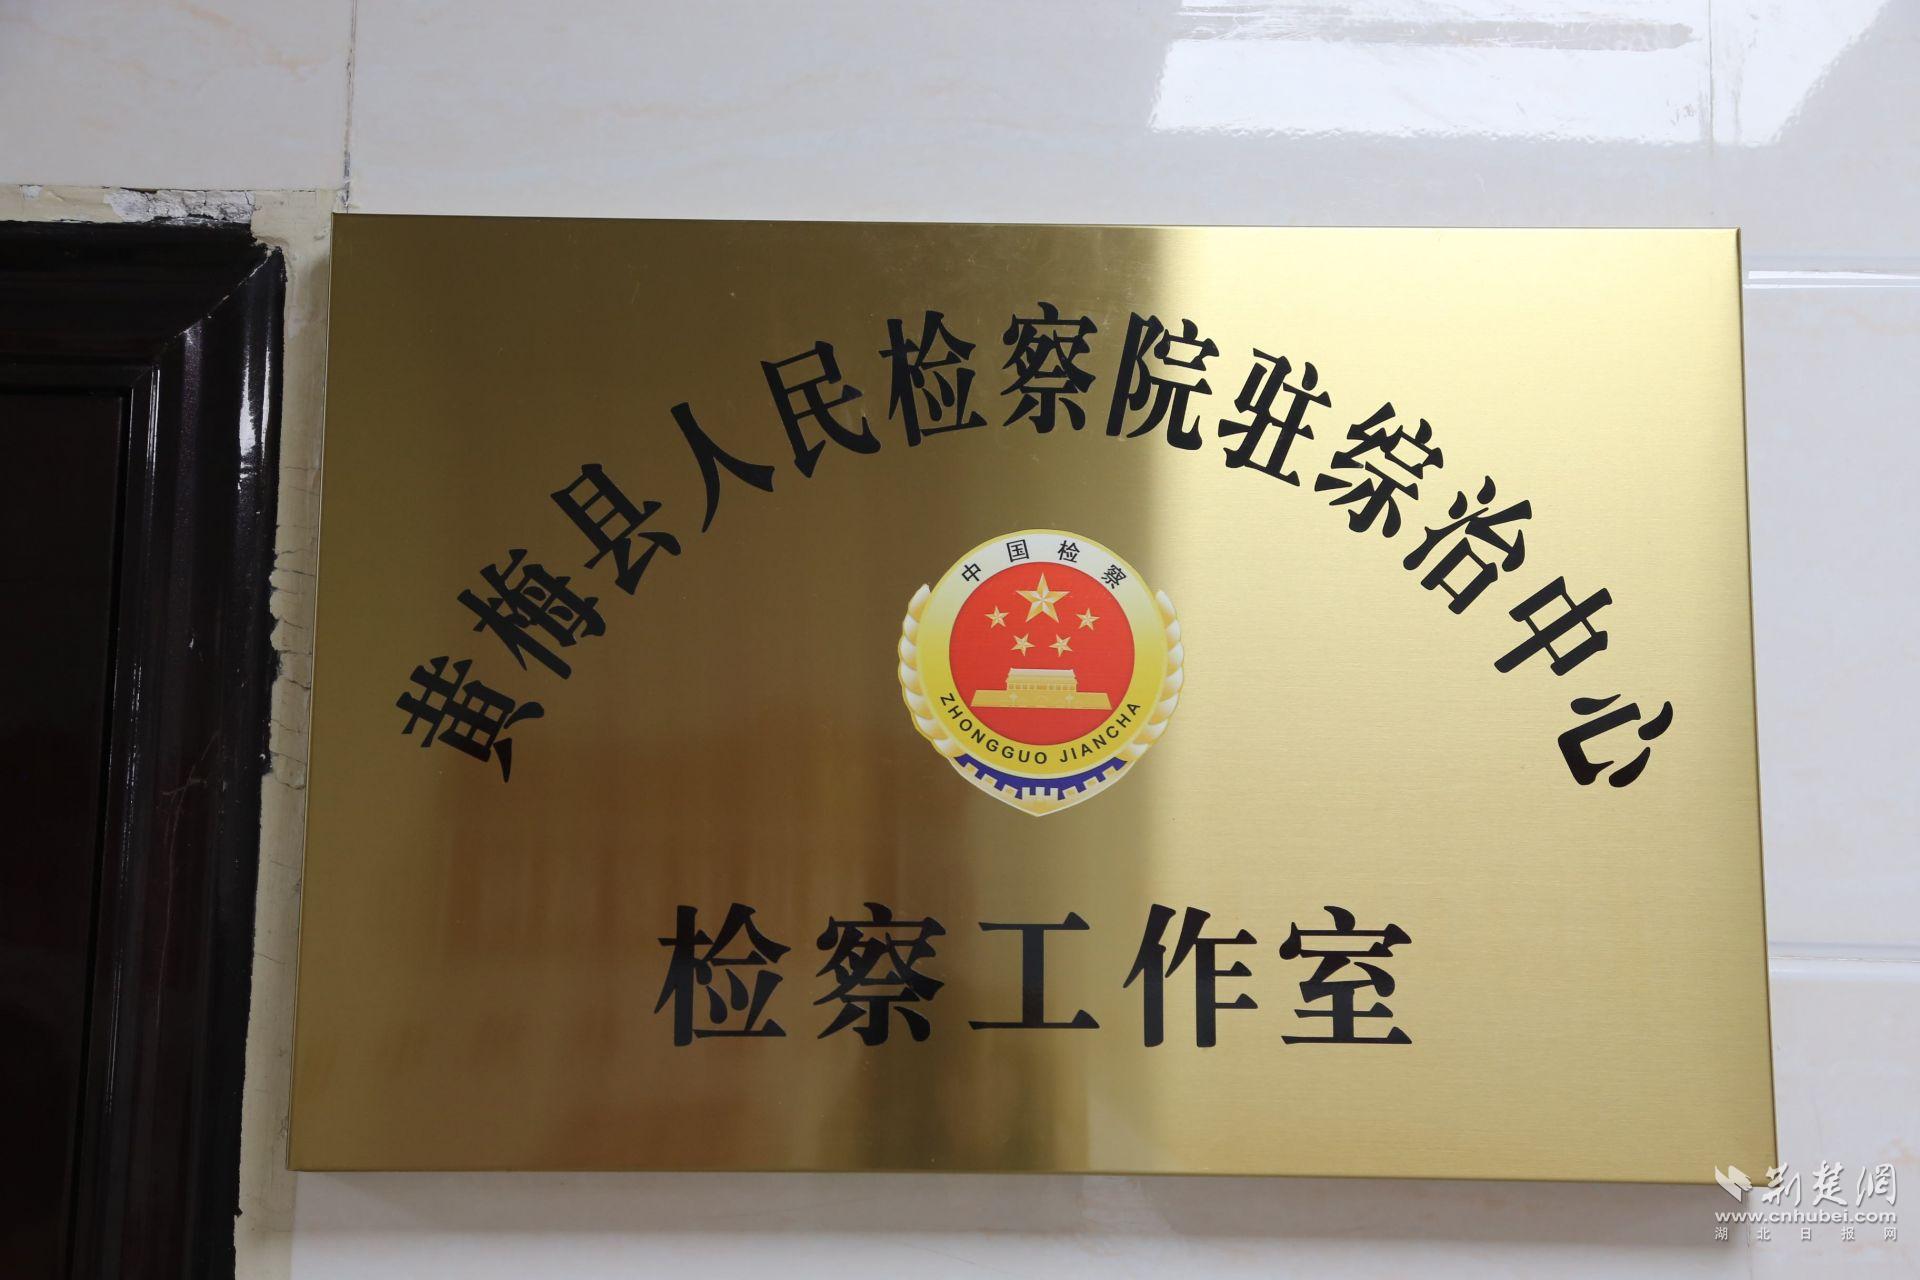 黄梅县人民检察院驻综治中心
中国检察
ZHONGGUO JIANCHA
检察工作室
荆楚网
www.cnhubei.com
湖北日报网